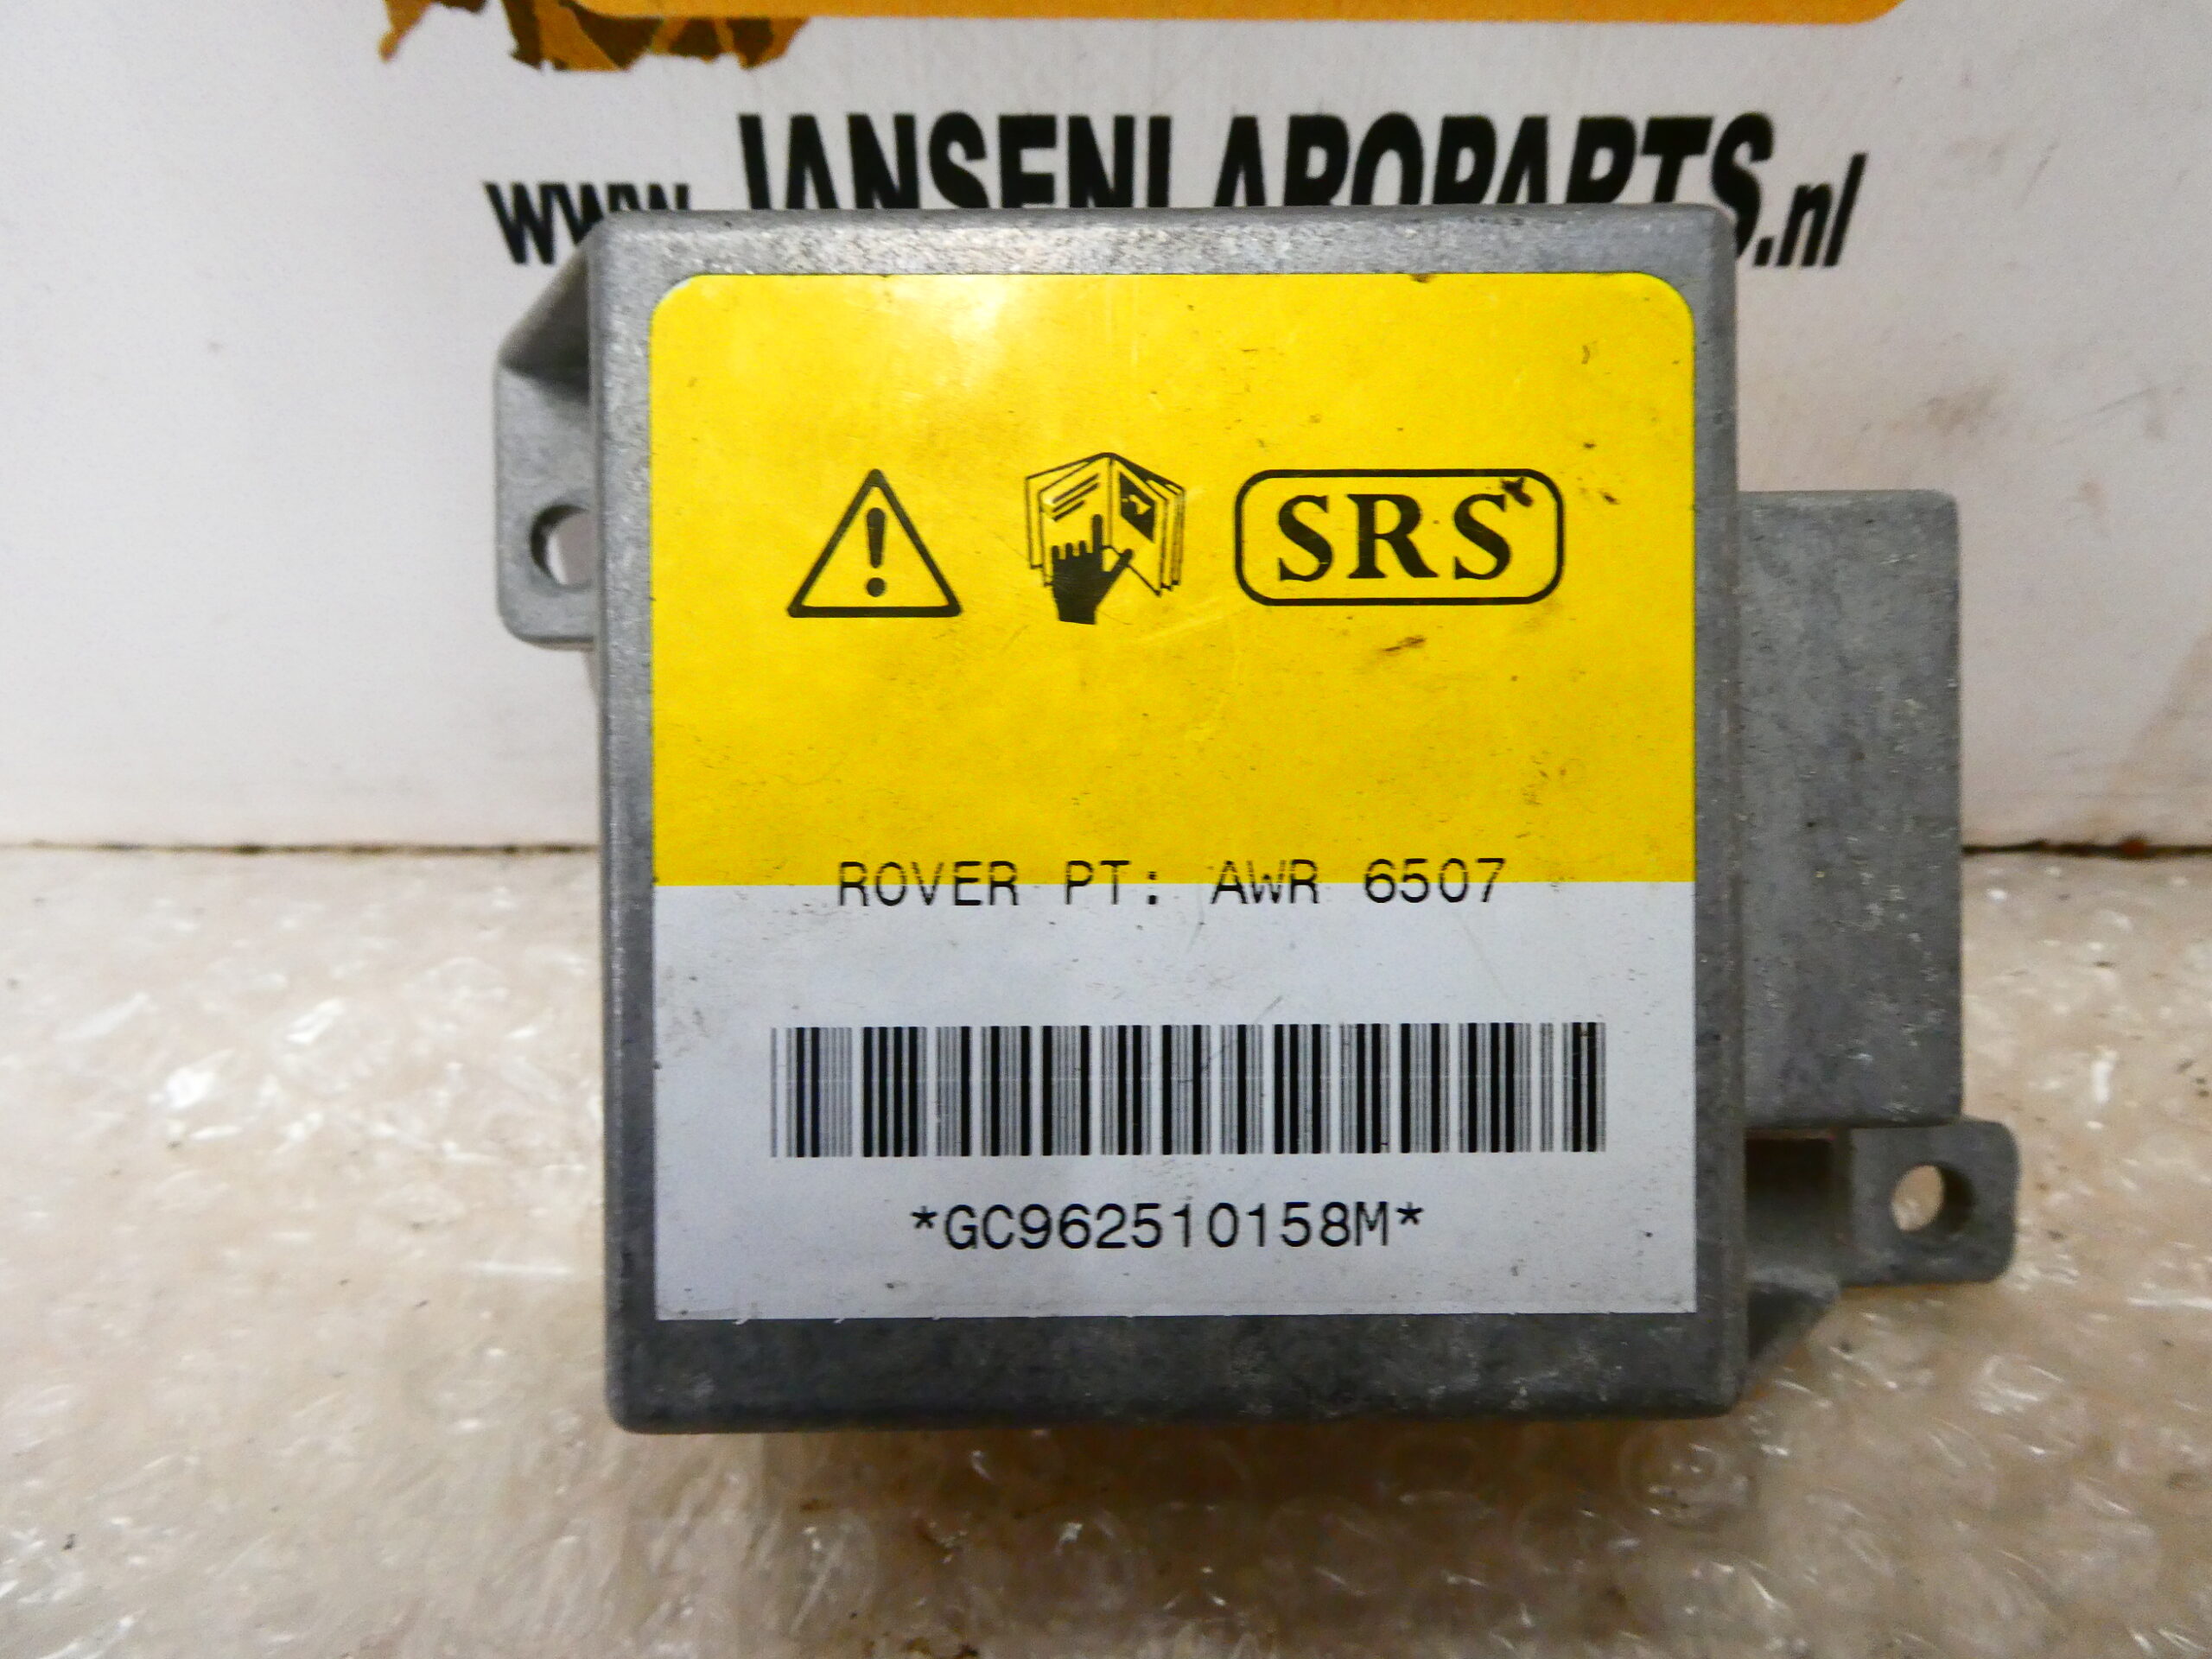 www.JANSENLAROPARTS.nl
SRS
ROVER PT: AWR 6507
*GC962510158M*